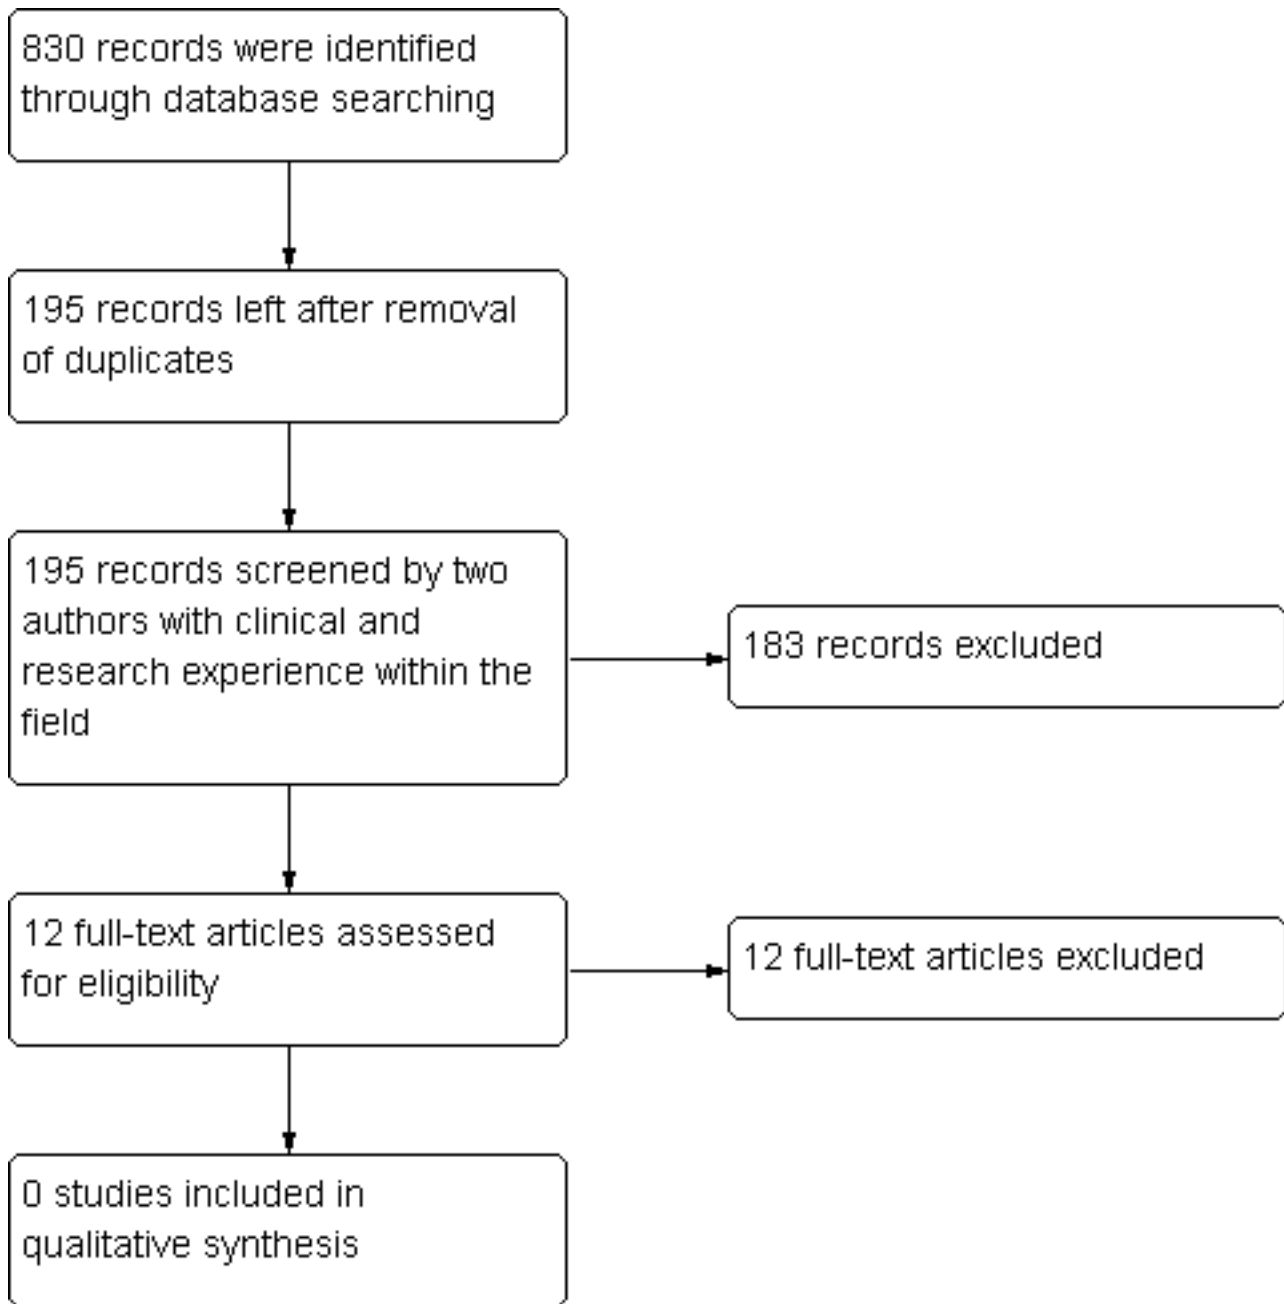 830 records were identified
through database searching
195 records left after removal
of duplicates
195 records screened by two
authors with clinical and
research experience within the
field
183 records excluded
12 full-text articles assessed
for eligibility
12 full-text articles excluded
0 studies included in
qualitative synthesis